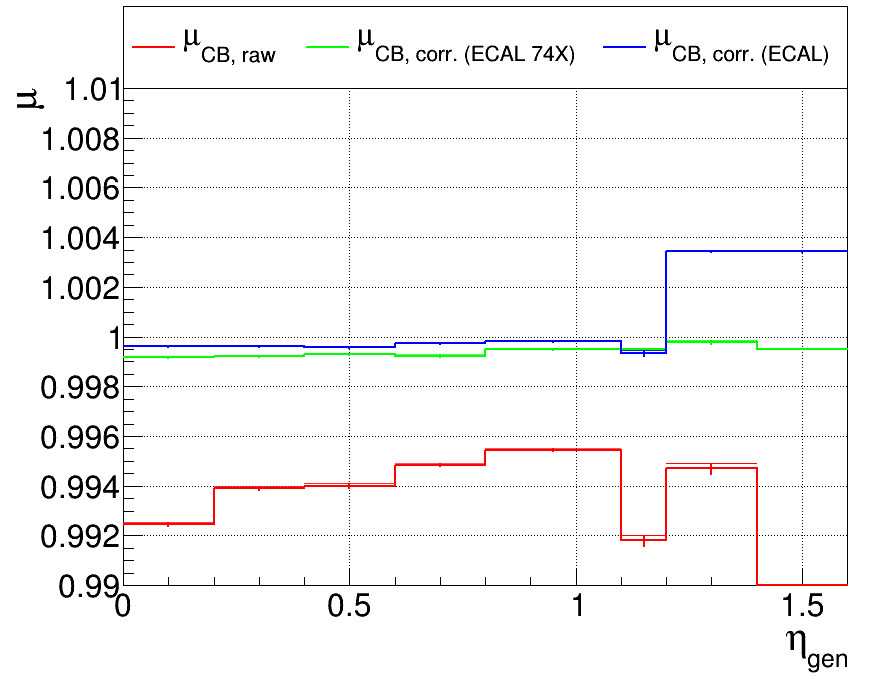 μCB, raw μCB, corr. (ECAL 74X) μCB, corr. (ECAL)
μ
1.01
1.008
1.006
1.004
1.002
1
0.998
0.996
0.994
0.992
0.99
0 0.5 1 1.5
ηgen